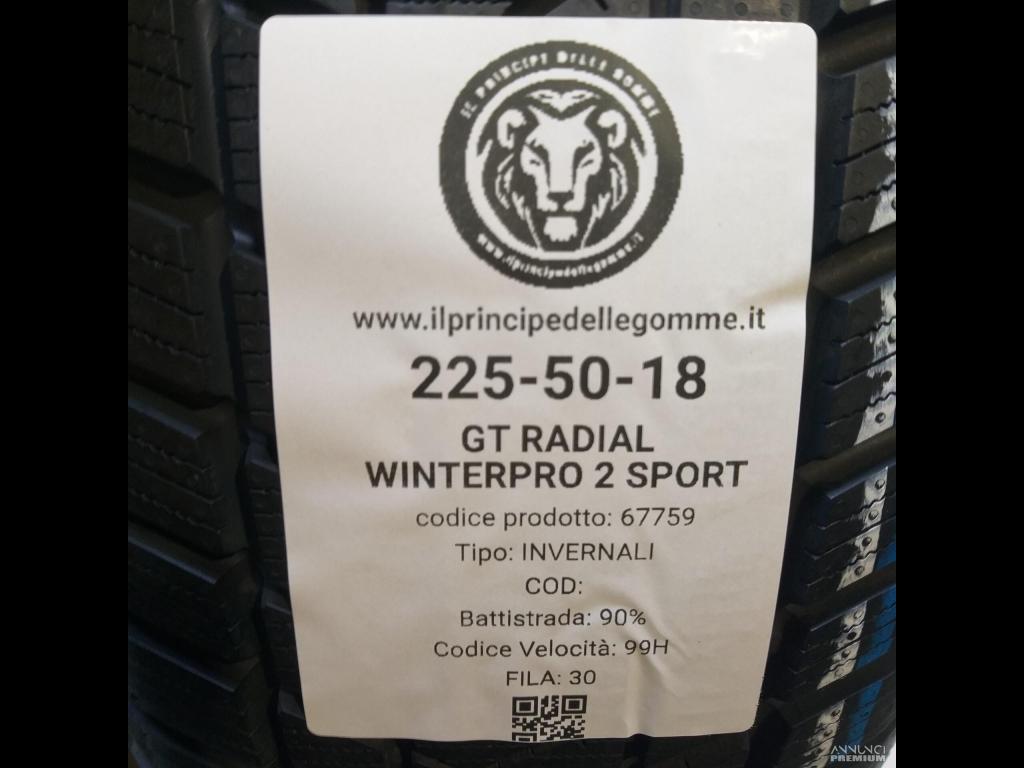 IL PRINCIPE DELLE GOMME
www.ilprincipedellegomme.it
www.ilprincipedellegomme.it
225-50-18
GT RADIAL
WINTERPRO 2 SPORT
codice prodotto: 67759
Tipo: INVERNALI
COD:
Battistrada: 90%
Codice Velocità: 99H
FILA: 30
ANNUNCI
PREMIUM